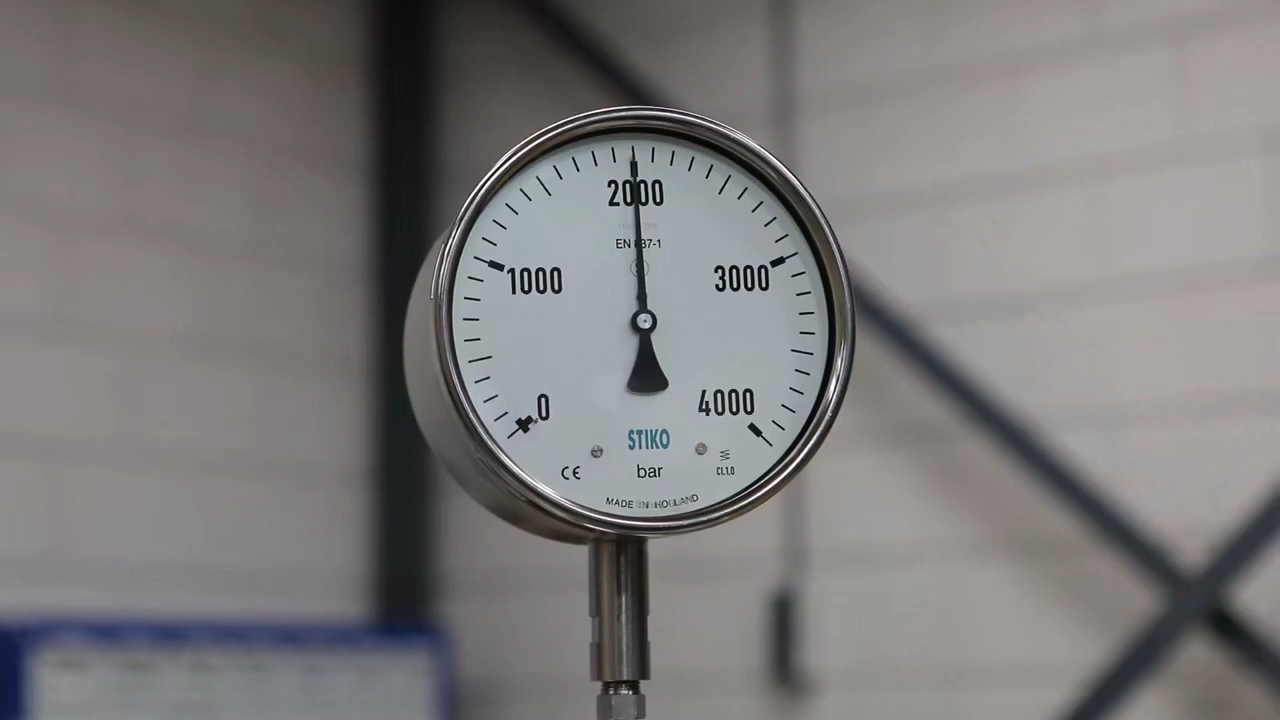 2000
EN 837-1
1000
3000
0
4000
STIKO
CE
bar
CL1,0
MADE IN HOLLAND